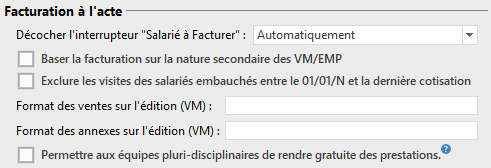 Facturation à l'acte
Décocher l'interrupteur "Salarié à Facturer" : Automatiquement
Baser la facturation sur la nature secondaire des VM/EMP
Exclure les visites des salariés embauchés entre le 01/01/N et la dernière cotisation
Format des ventes sur l'édition (VM) :
Format des annexes sur l'édition (VM) :
Permettre aux équipes pluri-disciplinaires de rendre gratuite des prestations. ?